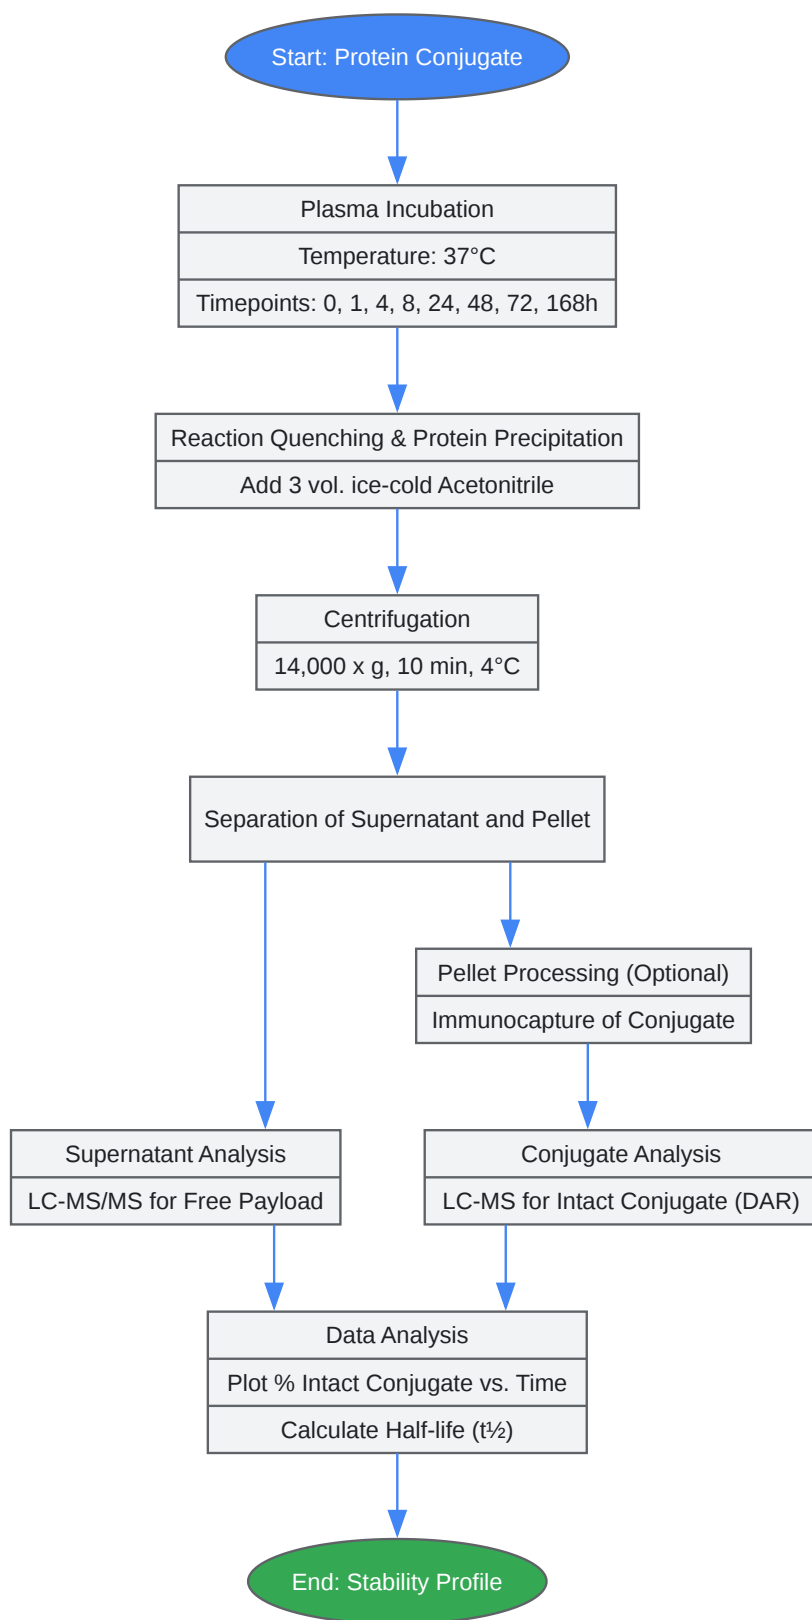 Start: Protein Conjugate
Plasma Incubation
Temperature: 37°C
Timepoints: 0, 1, 4, 8, 24, 48, 72, 168h
Reaction Quenching & Protein Precipitation
Add 3 vol. ice-cold Acetonitrile
Centrifugation
14,000 x g, 10 min, 4°C
Separation of Supernatant and Pellet
Pellet Processing (Optional)
Immunocapture of Conjugate
Supernatant Analysis
LC-MS/MS for Free Payload
Conjugate Analysis
LC-MS for Intact Conjugate (DAR)
Data Analysis
Plot % Intact Conjugate vs. Time
Calculate Half-life (t½)
End: Stability Profile